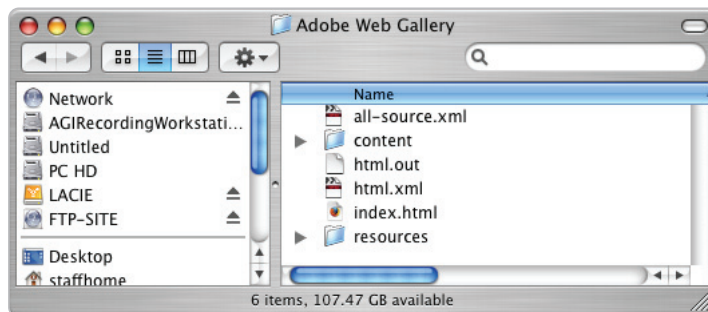 Adobe Web Gallery
Network
AGIRecordingWorkstati...
Untitled
PC HD
LACIE
FTP-SITE
Desktop
staffhome
Name
all-source.xml
content
html.out
html.xml
index.html
resources
6 items, 107.47 GB available